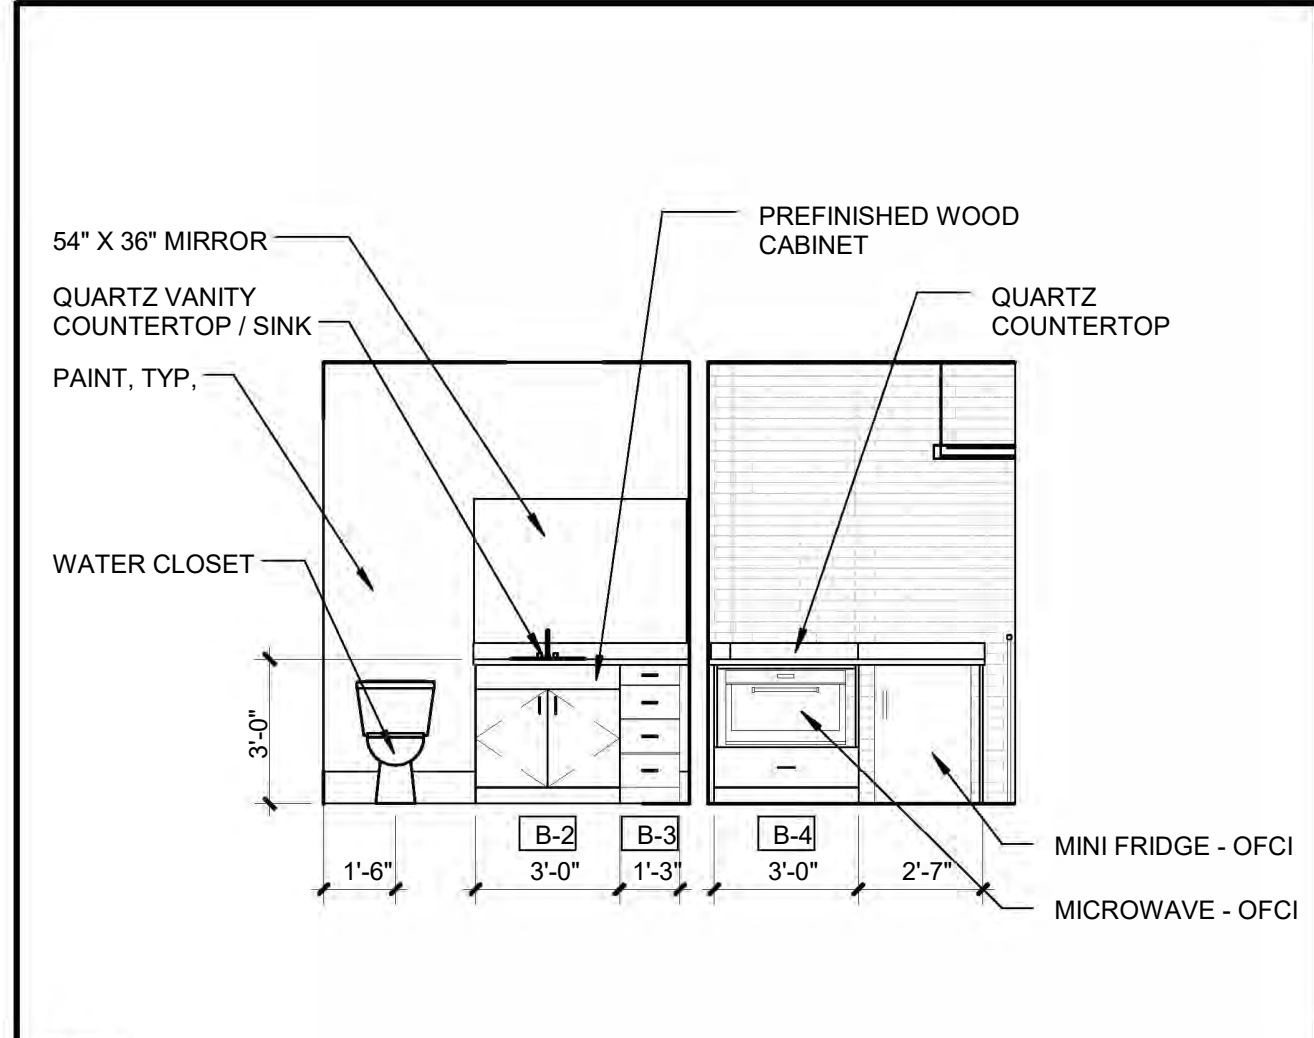 PREFINISHED WOOD
CABINET
54" X 36" MIRROR
QUARTZ VANITY
COUNTERTOP / SINK
QUARTZ
COUNTERTOP
PAINT, TYP,
WATER CLOSET
3'-0"
B-2
B-3
B-4
1'-6"
3'-0"
1'-3"
3'-0"
2'-7"
MINI FRIDGE - OFCI
MICROWAVE - OFCI